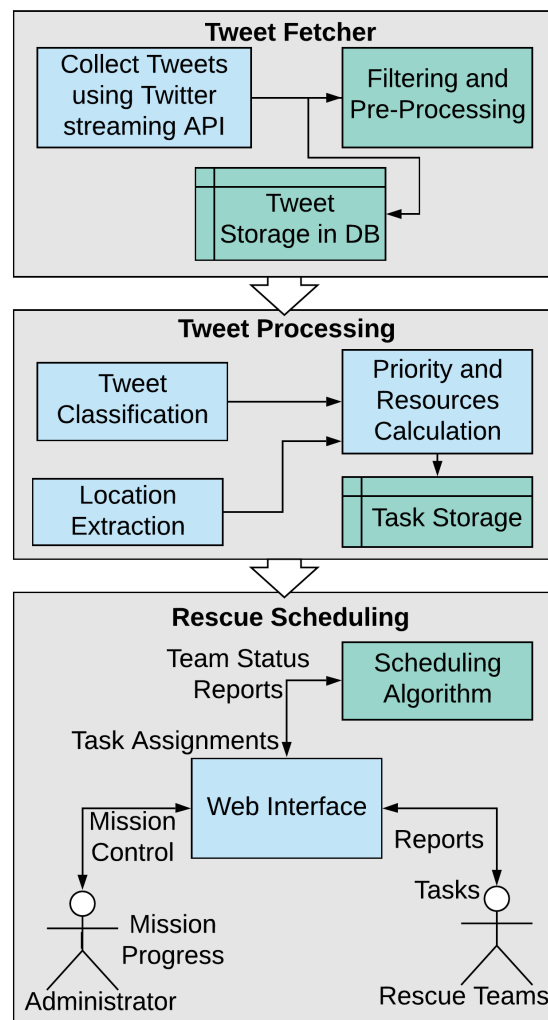 Tweet Fetcher
Collect Tweets
using Twitter
streaming API
Filtering and
Pre-Processing
Tweet
Storage in DB
Tweet Processing
Tweet
Classification
Priority and
Resources
Calculation
Location
Extraction
Task Storage
Rescue Scheduling
Team Status
Reports
Scheduling
Algorithm
Task Assignments
Web Interface
Mission
Control
Reports
Tasks
Mission
Progress
Administrator
Rescue Teams